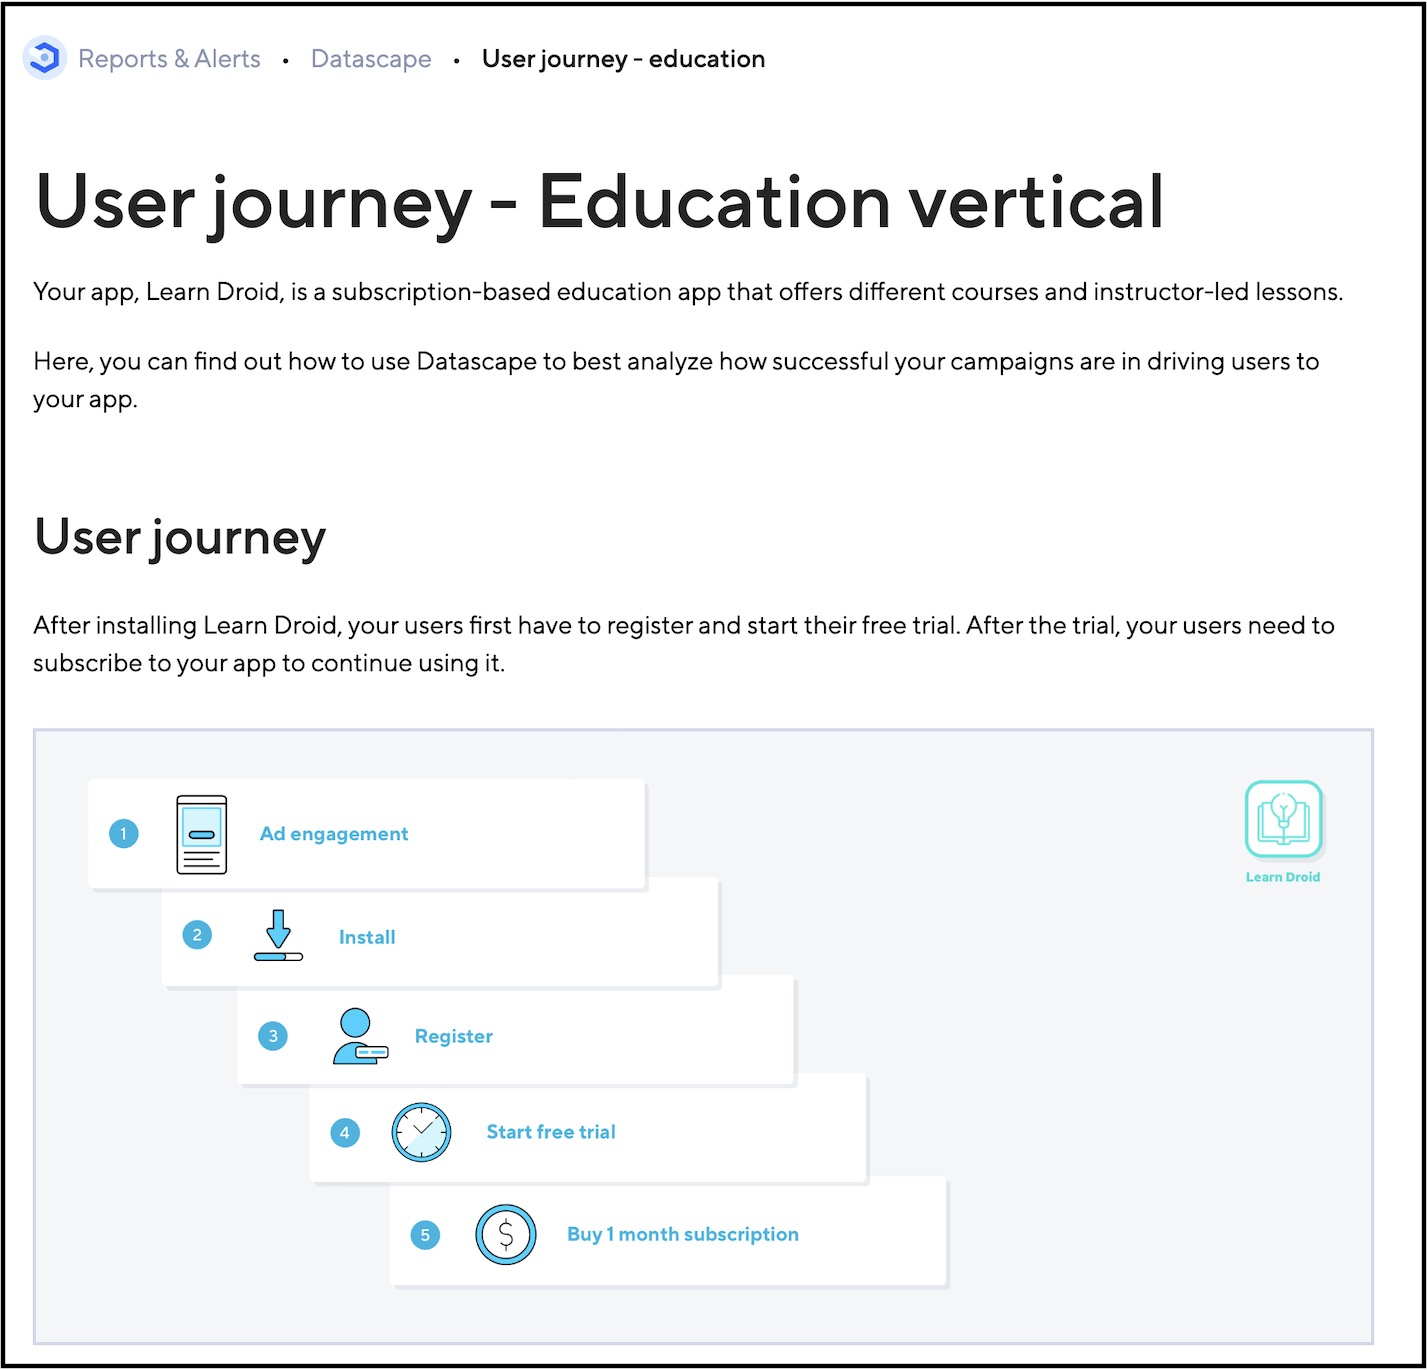 Reports & Alerts • Datascape • User journey - education
User journey - Education vertical
Your app, Learn Droid, is a subscription-based education app that offers different courses and instructor-led lessons.
Here, you can find out how to use Datascape to best analyze how successful your campaigns are in driving users to
your app.
User journey
After installing Learn Droid, your users first have to register and start their free trial. After the trial, your users need to
subscribe to your app to continue using it.
1 Ad engagement
Learn Droid
2 Install
3 Register
4 Start free trial
5 $ Buy 1 month subscription